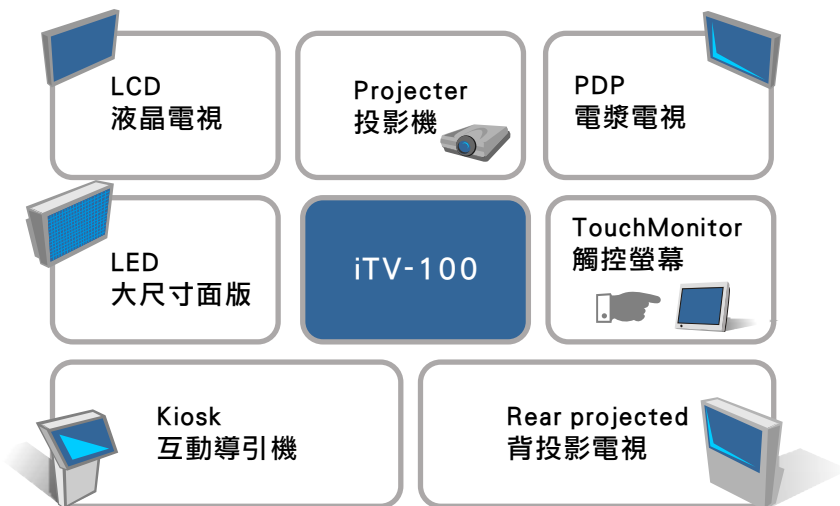 LCD
液晶電視
Projecter
投影機
PDP
電漿電視
LED
大尺寸面版
iTV-100
TouchMonitor
觸控螢幕
Kiosk
互動導引機
Rear projected
背投影電視